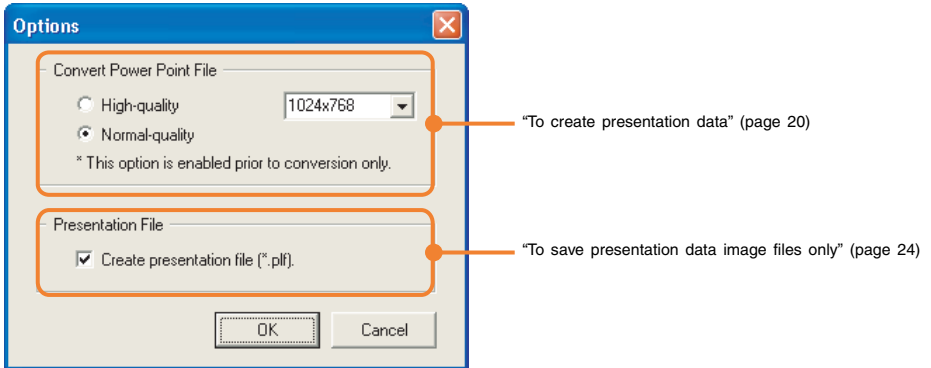 Options
Convert Power Point File
High-quality
1024x768
Normal-quality
* This option is enabled prior to conversion only.
“To create presentation data” (page 20)
Presentation File
Create presentation file (*.plf).
“To save presentation data image files only” (page 24)
OK
Cancel